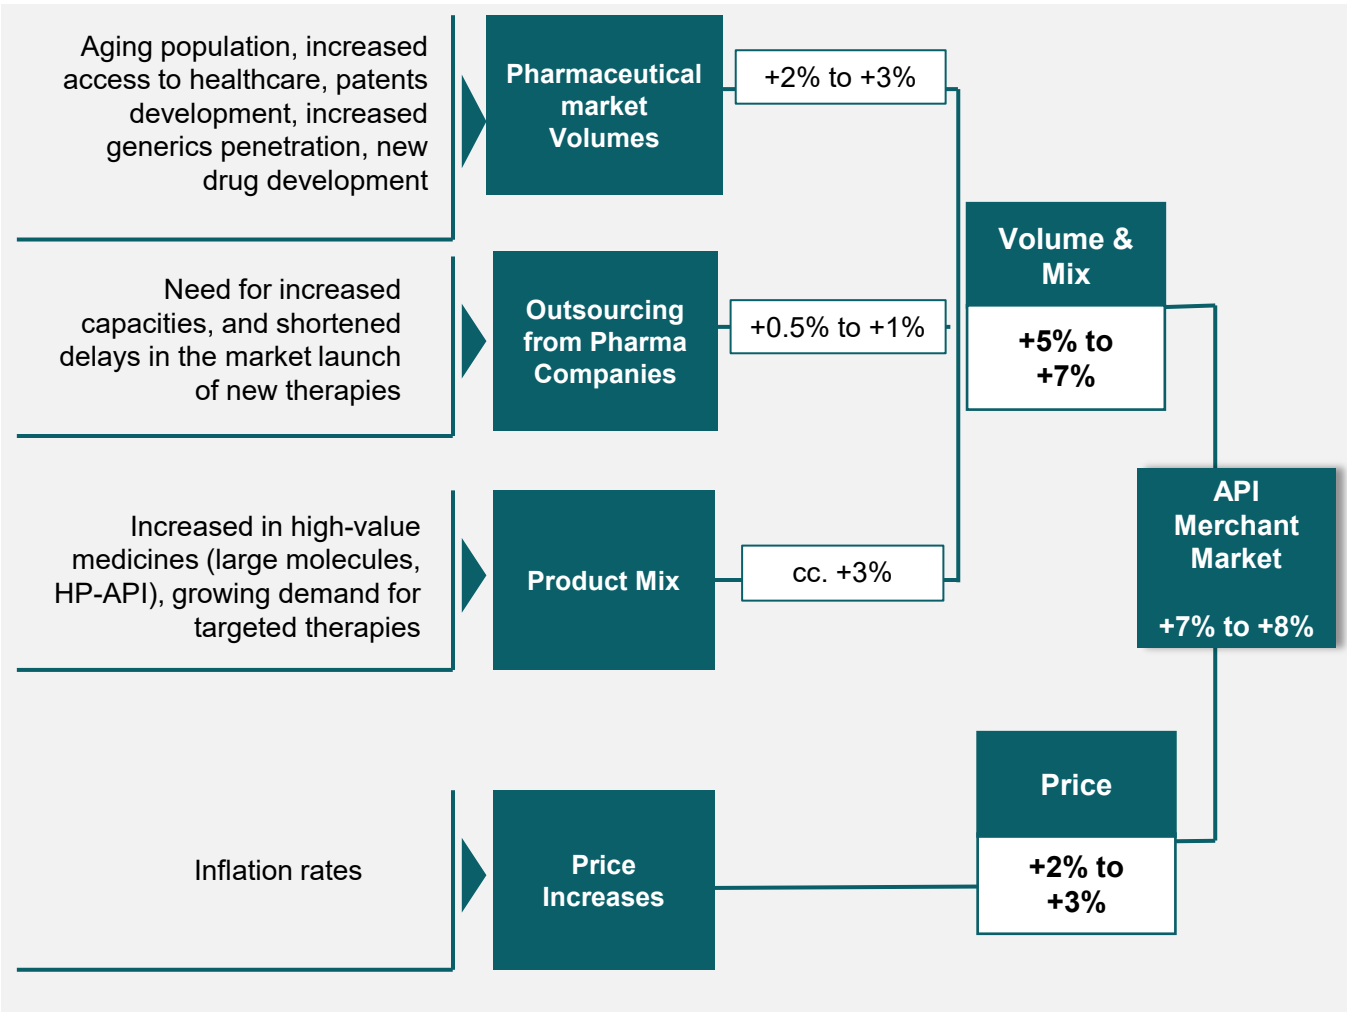 Aging population, increased
access to healthcare, patents
development, increased
generics penetration, new
drug development
Pharmaceutical
market
Volumes
+2% to +3%
Need for increased
capacities, and shortened
delays in the market launch
of new therapies
Outsourcing
from Pharma
Companies
+0.5% to +1%
Increased in high-value
medicines (large molecules,
HP-API), growing demand for
targeted therapies
Product Mix
cc. +3%
Volume &
Mix
+5% to
+7%
Inflation rates
Price
Increases
Price
+2% to
+3%
API
Merchant
Market
+7% to +8%